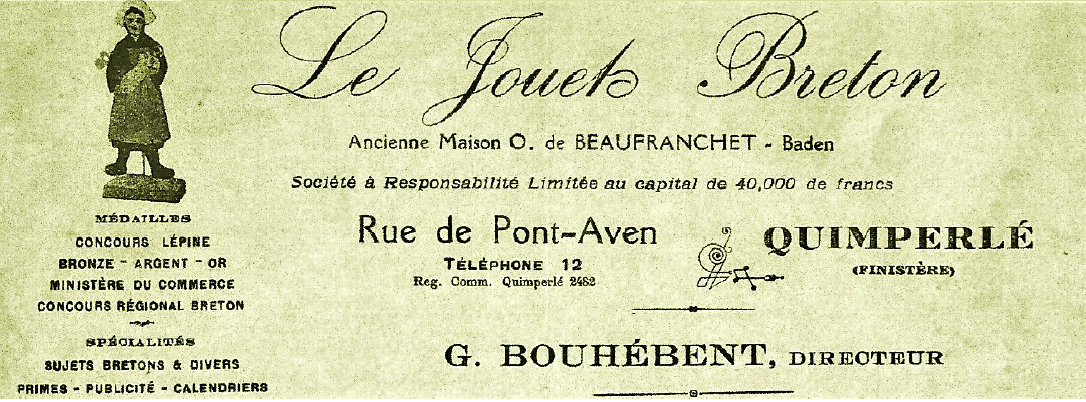 Le Jouet Breton
Ancienne Maison O. de BEAUFRANCHET - Baden
Société à Responsabilité Limitée au capital de 40,000 de francs
Rue de Pont-Aven
TÉLÉPHONE 12
Reg. Comm. Quimperlé 2482
QUIMPERLÉ
(FINISTÈRE)
G. BOUHÉBENT, DIRECTEUR
MÉDAILLES
CONCOURS LÉPINE
BRONZE - ARGENT - OR
MINISTÈRE DU COMMERCE
CONCOURS RÉGIONAL BRETON
SPÉCIALITÉS
SUJETS BRETONS & DIVERS
PRIMES - PUBLICITÉ - CALENDRIERS